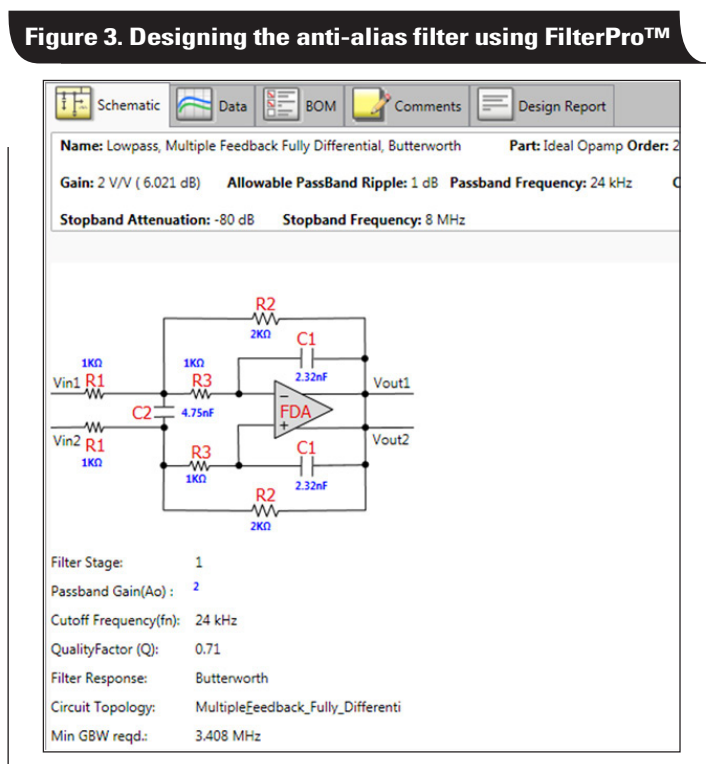 Figure 3. Designing the anti-alias filter using FilterPro™
Schematic Data BOM Comments Design Report
Name: Lowpass, Multiple Feedback Fully Differential, Butterworth Part: Ideal Opamp Order: 2
Gain: 2 V/V ( 6.021 dB) Allowable PassBand Ripple: 1 dB Passband Frequency: 24 kHz
Stopband Attenuation: -80 dB Stopband Frequency: 8 MHz
R2
2KΩ
C1
2.32nF
1KΩ
Vin1 R1
1KΩ
R3
Vout1
C2 4.75nF
FDA
Vin2 R1
1KΩ
R3
1KΩ
C1
2.32nF
Vout2
R2
2KΩ
Filter Stage: 1
Passband Gain(Ao) : 2
Cutoff Frequency(fn): 24 kHz
QualityFactor (Q): 0.71
Filter Response: Butterworth
Circuit Topology: MultipleFeedback_Fully_Differenti
Min GBW reqd.: 3.408 MHz